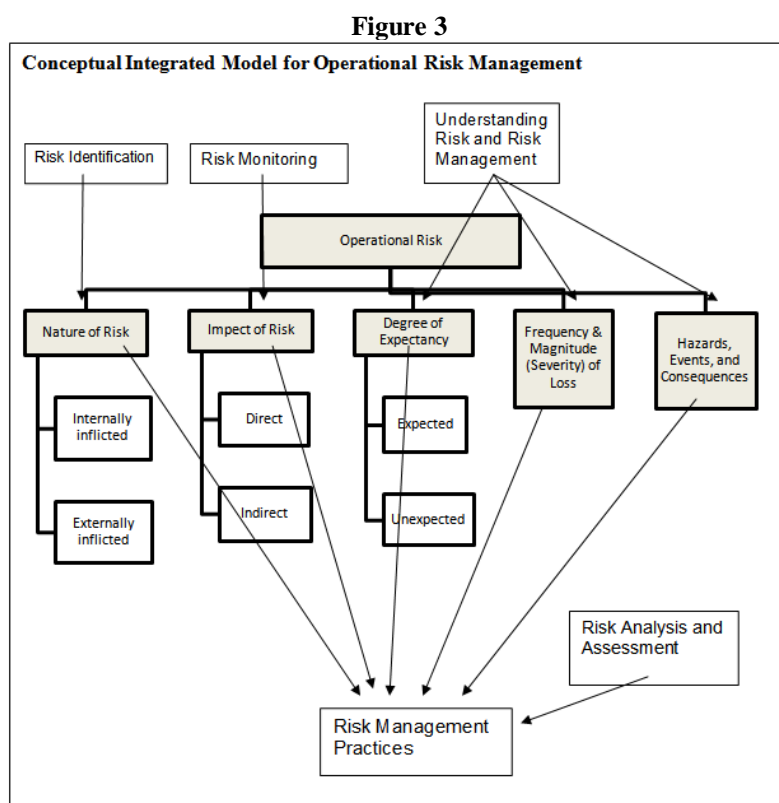 Figure 3
Conceptual Integrated Model for Operational Risk Management
Understanding
Risk and Risk
Management
Risk Identification
Risk Monitoring
Operational Risk
Nature of Risk
Impact of Risk
Degree of
Expectancy
Frequency &
Magnitude
(Severity) of
Loss
Hazards,
Events, and
Consequences
Internally
inflicted
Direct
Expected
Externally
inflicted
Indirect
Unexpected
Risk Analysis and
Assessment
Risk Management
Practices